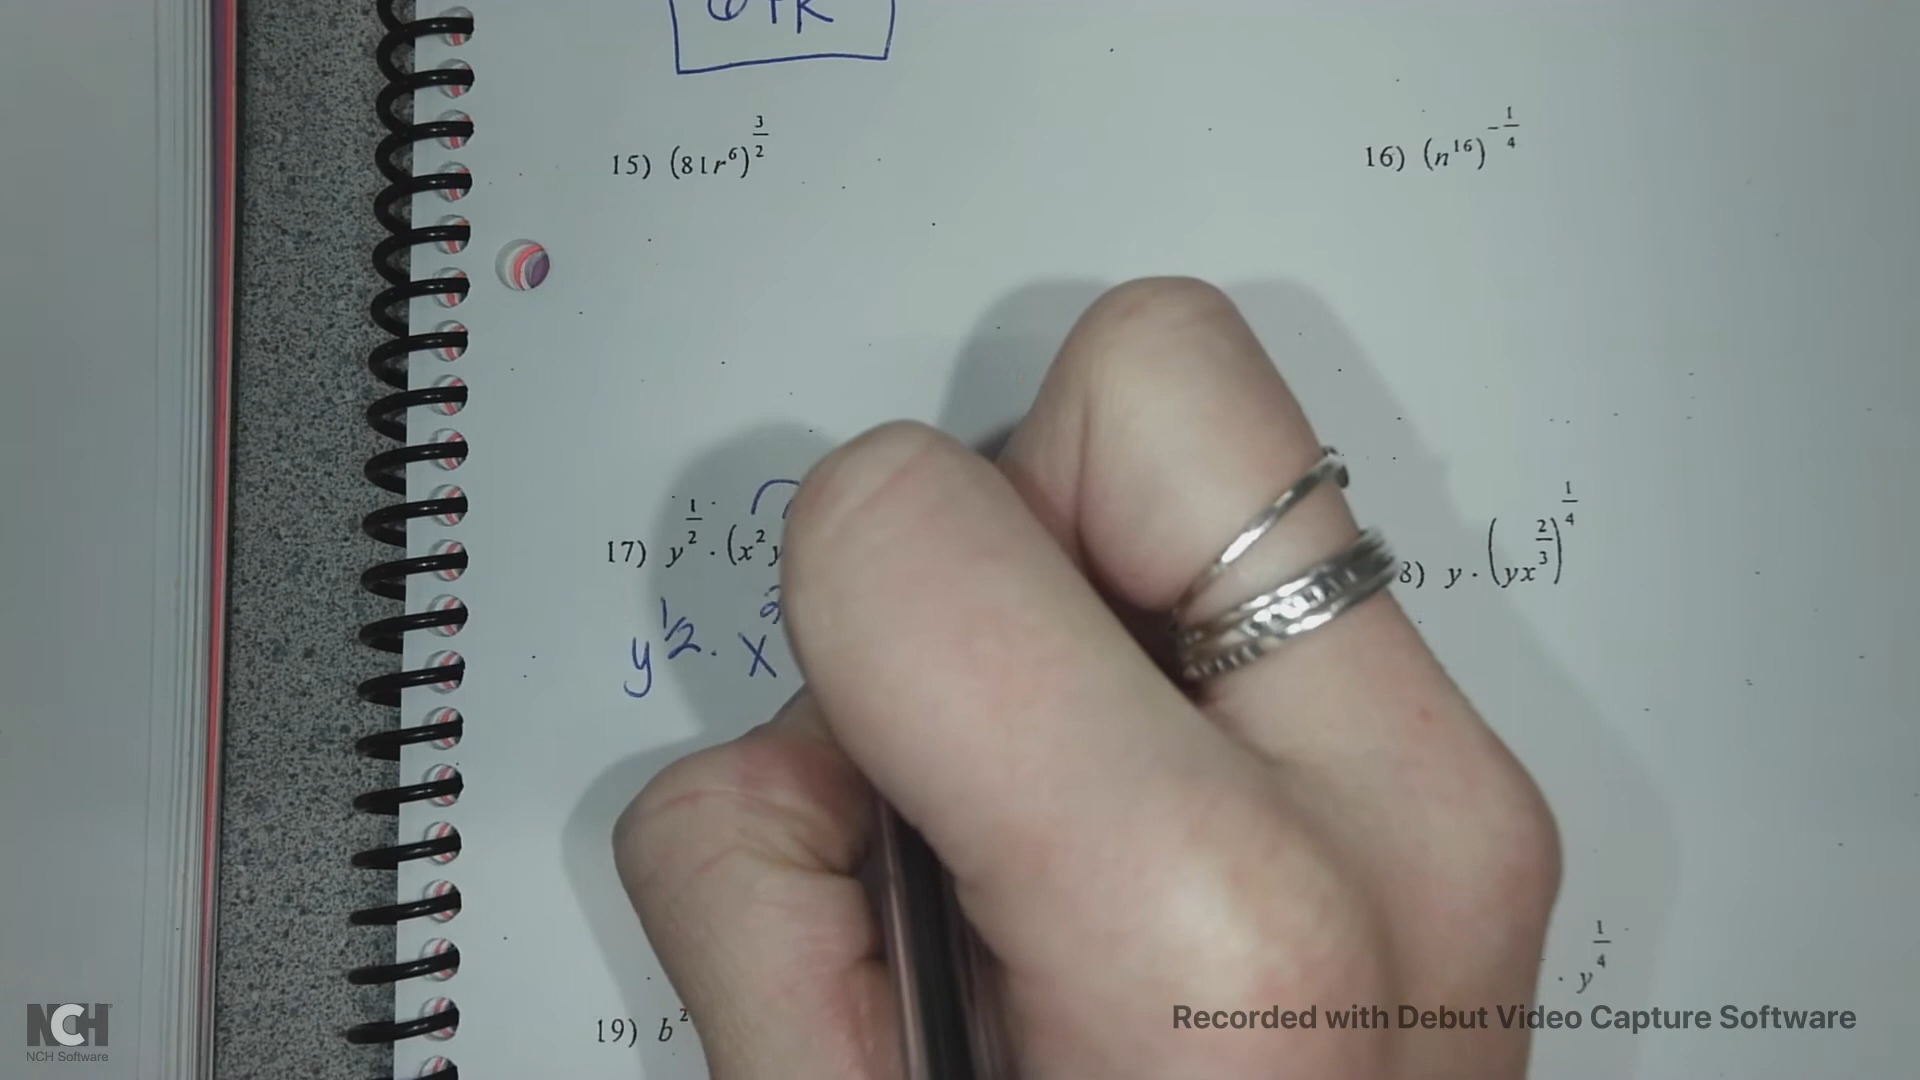 15) (81r⁶)^(3/2)
16) (n¹⁶)^(-1/4)
17) y^(1/2) · (x² y
8) y · (yx^(2/3))^(1/4)
y^(1/2) · x
· y^(1/4)
19) b²
NCH
NCH Software
Recorded with Debut Video Capture Software